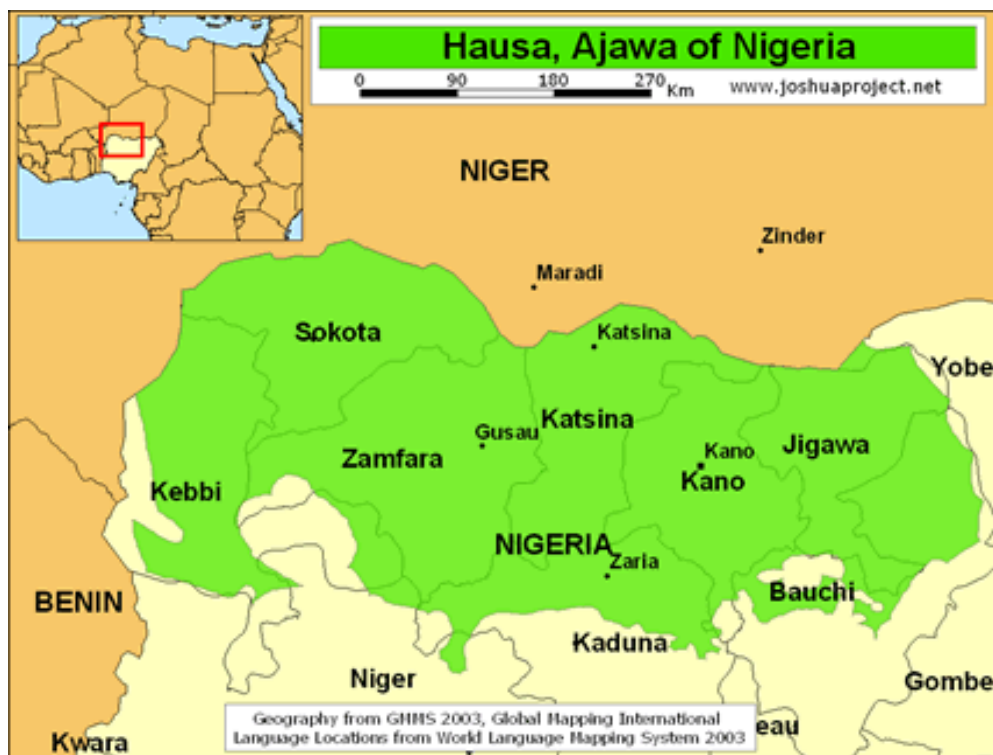 Hausa, Ajawa of Nigeria
0 90 180 270 Km
www.joshuaproject.net
NIGER
Zinder
Maradi
Sokota
Katsina
Yobe
Katsina
Gusau
Zamfara
Kano
Jigawa
Kano
Kebbi
NIGERIA
Zaria
BENIN
Bauchi
Kaduna
Niger
Gombe
Geography from GMMS 2003, Global Mapping International
Language Locations from World Language Mapping System 2003
eau
Kwara